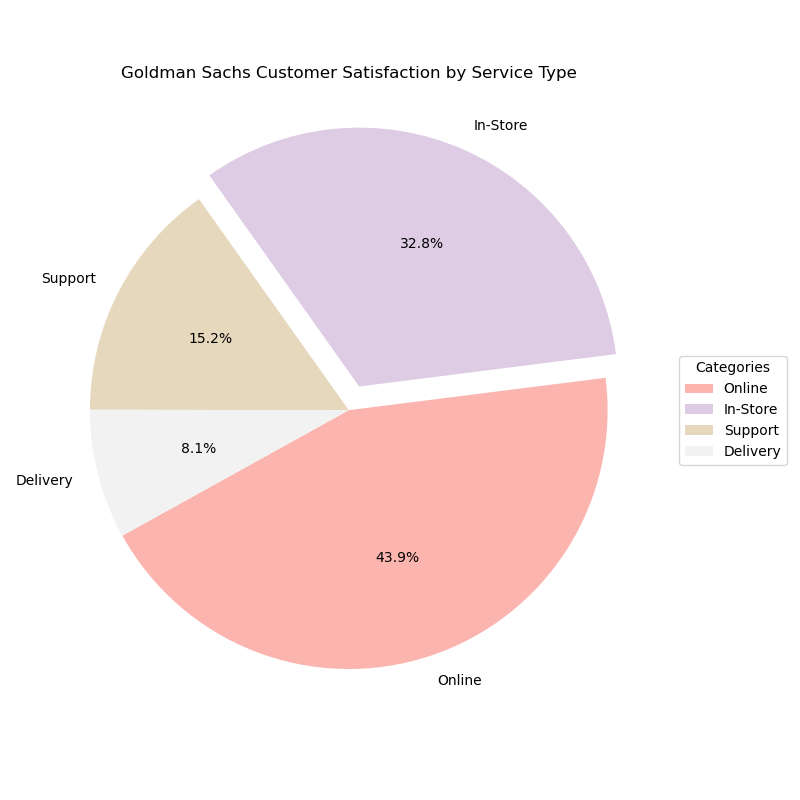 Goldman Sachs Customer Satisfaction by Service Type
In-Store
32.8%
Support
15.2%
Delivery
8.1%
43.9%
Online
Categories
Online
In-Store
Support
Delivery